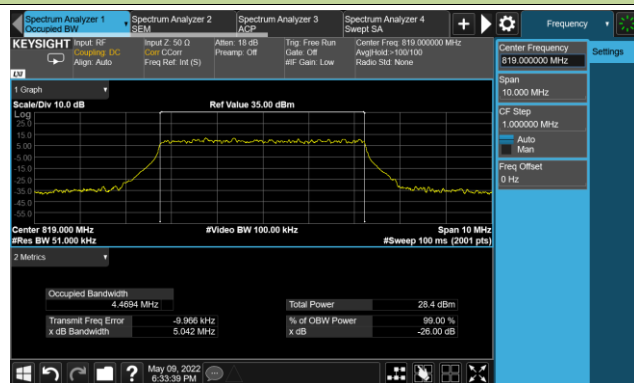 Spectrum Analyzer 1
Occupied BW
Spectrum Analyzer 2
SEM
Spectrum Analyzer 3
ACP
Spectrum Analyzer 4
Swept SA
Frequency
KEYSIGHT
Input: RF
Coupling: DC
Align: Auto
Input Z: 50 Ω
Corr CCorr
Freq Ref: Int (S)
Atten: 18 dB
Preamp: Off
Trig: Free Run
Gate: Off
#IF Gain: Low
Center Freq: 819.000000 MHz
Avg|Hold:>100/100
Radio Std: None
Center Frequency
819.000000 MHz
Settings
Span
10.000 MHz
CF Step
1.000000 MHz
Auto
Man
Freq Offset
0 Hz
LXI
1 Graph
Scale/Div 10.0 dB
Ref Value 35.00 dBm
Log
25.0
15.0
5.00
-5.00
-15.0
-25.0
-35.0
-45.0
-55.0
Center 819.000 MHz
#Video BW 100.00 kHz
Span 10 MHz
#Res BW 51.000 kHz
#Sweep 100 ms (2001 pts)
2 Metrics
Occupied Bandwidth
4.4694 MHz
Total Power
28.4 dBm
Transmit Freq Error
-9.966 kHz
% of OBW Power
99.00 %
x dB Bandwidth
5.042 MHz
x dB
-26.00 dB
May 09, 2022
6:33:39 PM